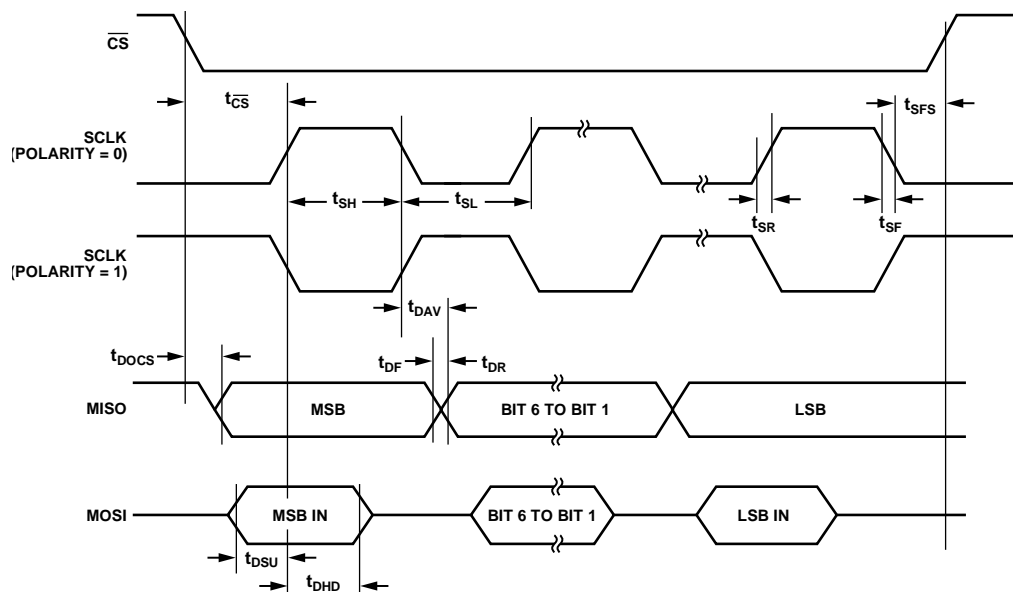 CS
tCS
tSFS
SCLK
(POLARITY = 0)
tSH
tSL
tSR
tSF
SCLK
(POLARITY = 1)
tDAV
tDOCS
tDF
tDR
MISO
MSB
BIT 6 TO BIT 1
LSB
MOSI
MSB IN
BIT 6 TO BIT 1
LSB IN
tDSU
tDHD